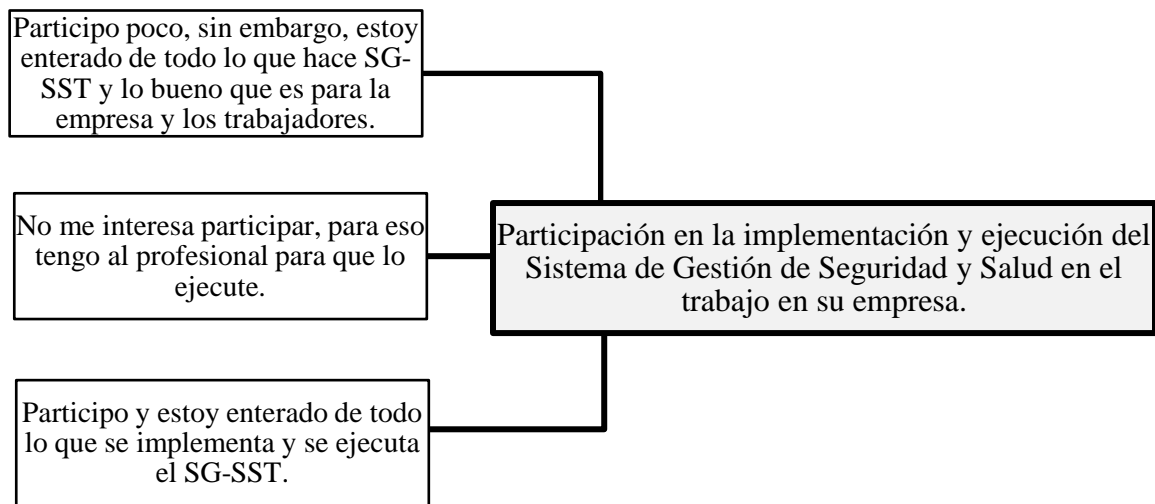 Participo poco, sin embargo, estoy
enterado de todo lo que hace SG-
SST y lo bueno que es para la
empresa y los trabajadores.
No me interesa participar, para eso
tengo al profesional para que lo
ejecute.
Participación en la implementación y ejecución del
Sistema de Gestión de Seguridad y Salud en el
trabajo en su empresa.
Participo y estoy enterado de todo
lo que se implementa y se ejecuta
el SG-SST.